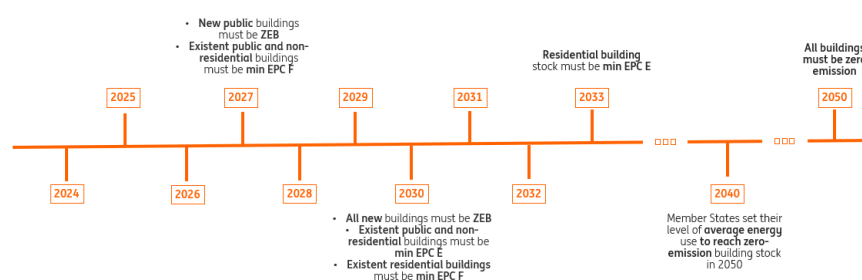 • New public buildings
must be ZEB
• Existent public and non-
residential buildings
must be min EPC F
Residential building
stock must be min EPC E
All buildings
must be zero
emission
2025
2027
2029
2031
2033
2050
2024
2026
2028
2030
2032
2040
• All new buildings must be ZEB
• Existent public and non-
residential buildings must be
min EPC E
• Existent residential buildings
must be min EPC F
Member States set their
level of average energy
use to reach zero-
emission building stock
in 2050